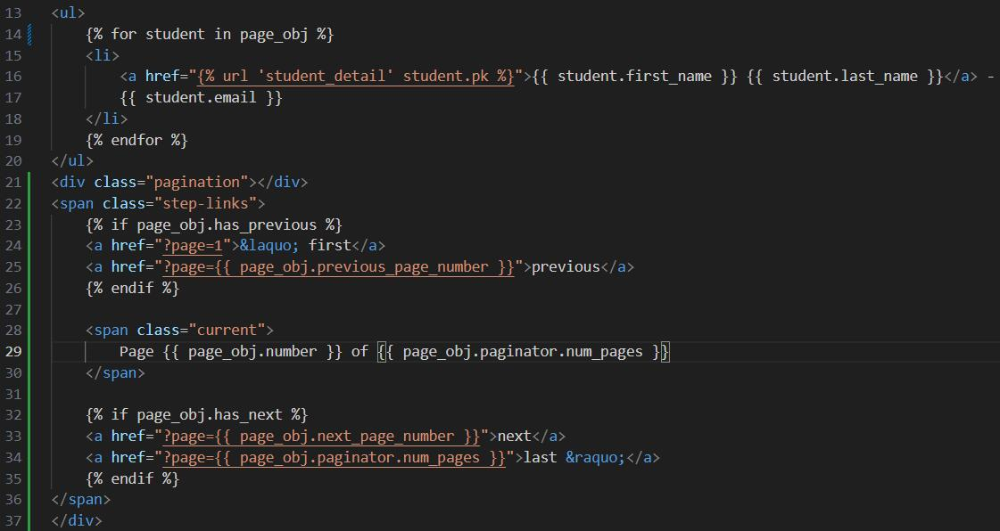 13 <ul>
14 {% for student in page_obj %}
15 <li>
16 <a href="{% url 'student_detail' student.pk %}">{{ student.first_name }} {{ student.last_name }}</a> -
17 {{ student.email }}
18 </li>
19 {% endfor %}
20 </ul>
21 <div class="pagination"></div>
22 <span class="step-links">
23 {% if page_obj.has_previous %}
24 <a href="?page=1">&laquo; first</a>
25 <a href="?page={{ page_obj.previous_page_number }}">previous</a>
26 {% endif %}
27
28 <span class="current">
29 Page {{ page_obj.number }} of {{ page_obj.paginator.num_pages }}
30 </span>
31
32 {% if page_obj.has_next %}
33 <a href="?page={{ page_obj.next_page_number }}">next</a>
34 <a href="?page={{ page_obj.paginator.num_pages }}">last &raquo;</a>
35 {% endif %}
36 </span>
37 </div>